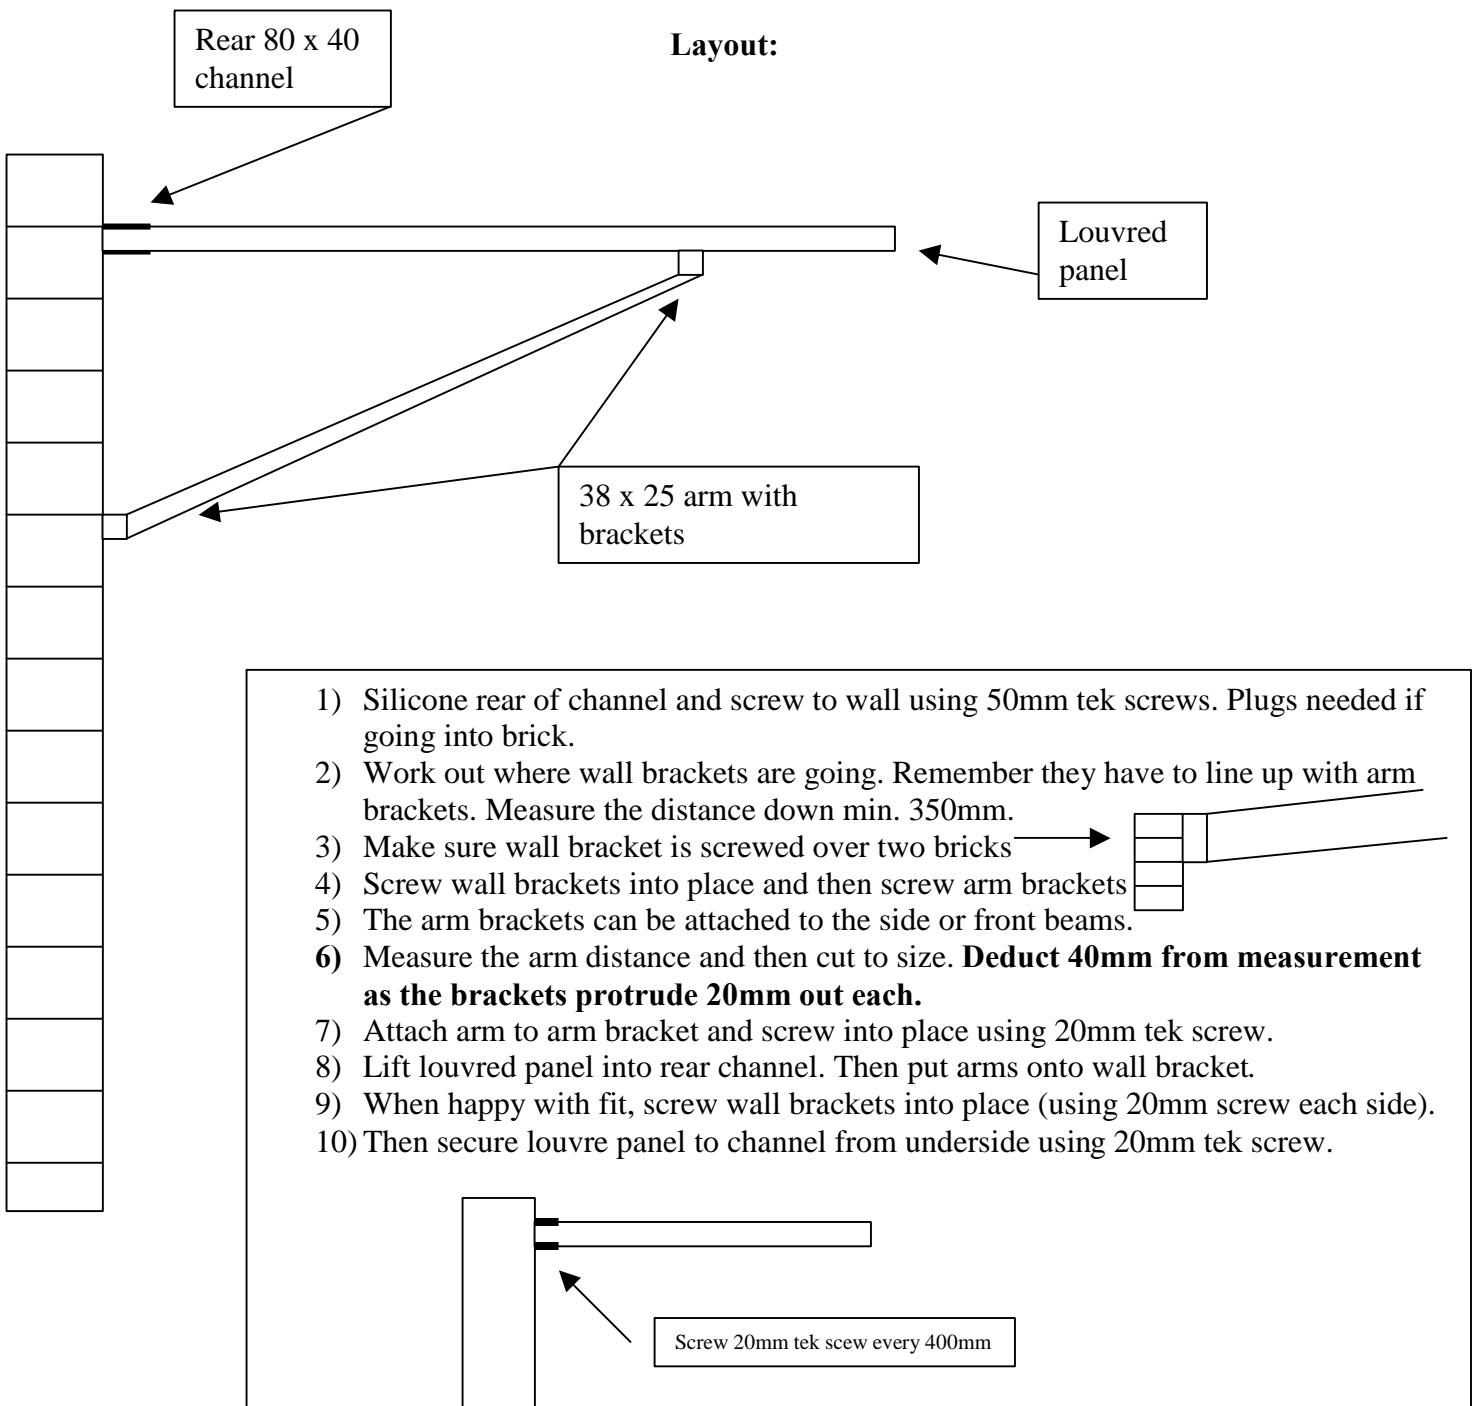 Layout:
Rear 80 x 40
channel
Louvred
panel
38 x 25 arm with
brackets
1) Silicone rear of channel and screw to wall using 50mm tek screws. Plugs needed if
going into brick.
2) Work out where wall brackets are going. Remember they have to line up with arm
brackets. Measure the distance down min. 350mm.
3) Make sure wall bracket is screwed over two bricks
4) Screw wall brackets into place and then screw arm brackets
5) The arm brackets can be attached to the side or front beams.
6) Measure the arm distance and then cut to size. Deduct 40mm from measurement
as the brackets protrude 20mm out each.
7) Attach arm to arm bracket and screw into place using 20mm tek screw.
8) Lift louvred panel into rear channel. Then put arms onto wall bracket.
9) When happy with fit, screw wall brackets into place (using 20mm screw each side).
10) Then secure louvre panel to channel from underside using 20mm tek screw.
Screw 20mm tek scew every 400mm